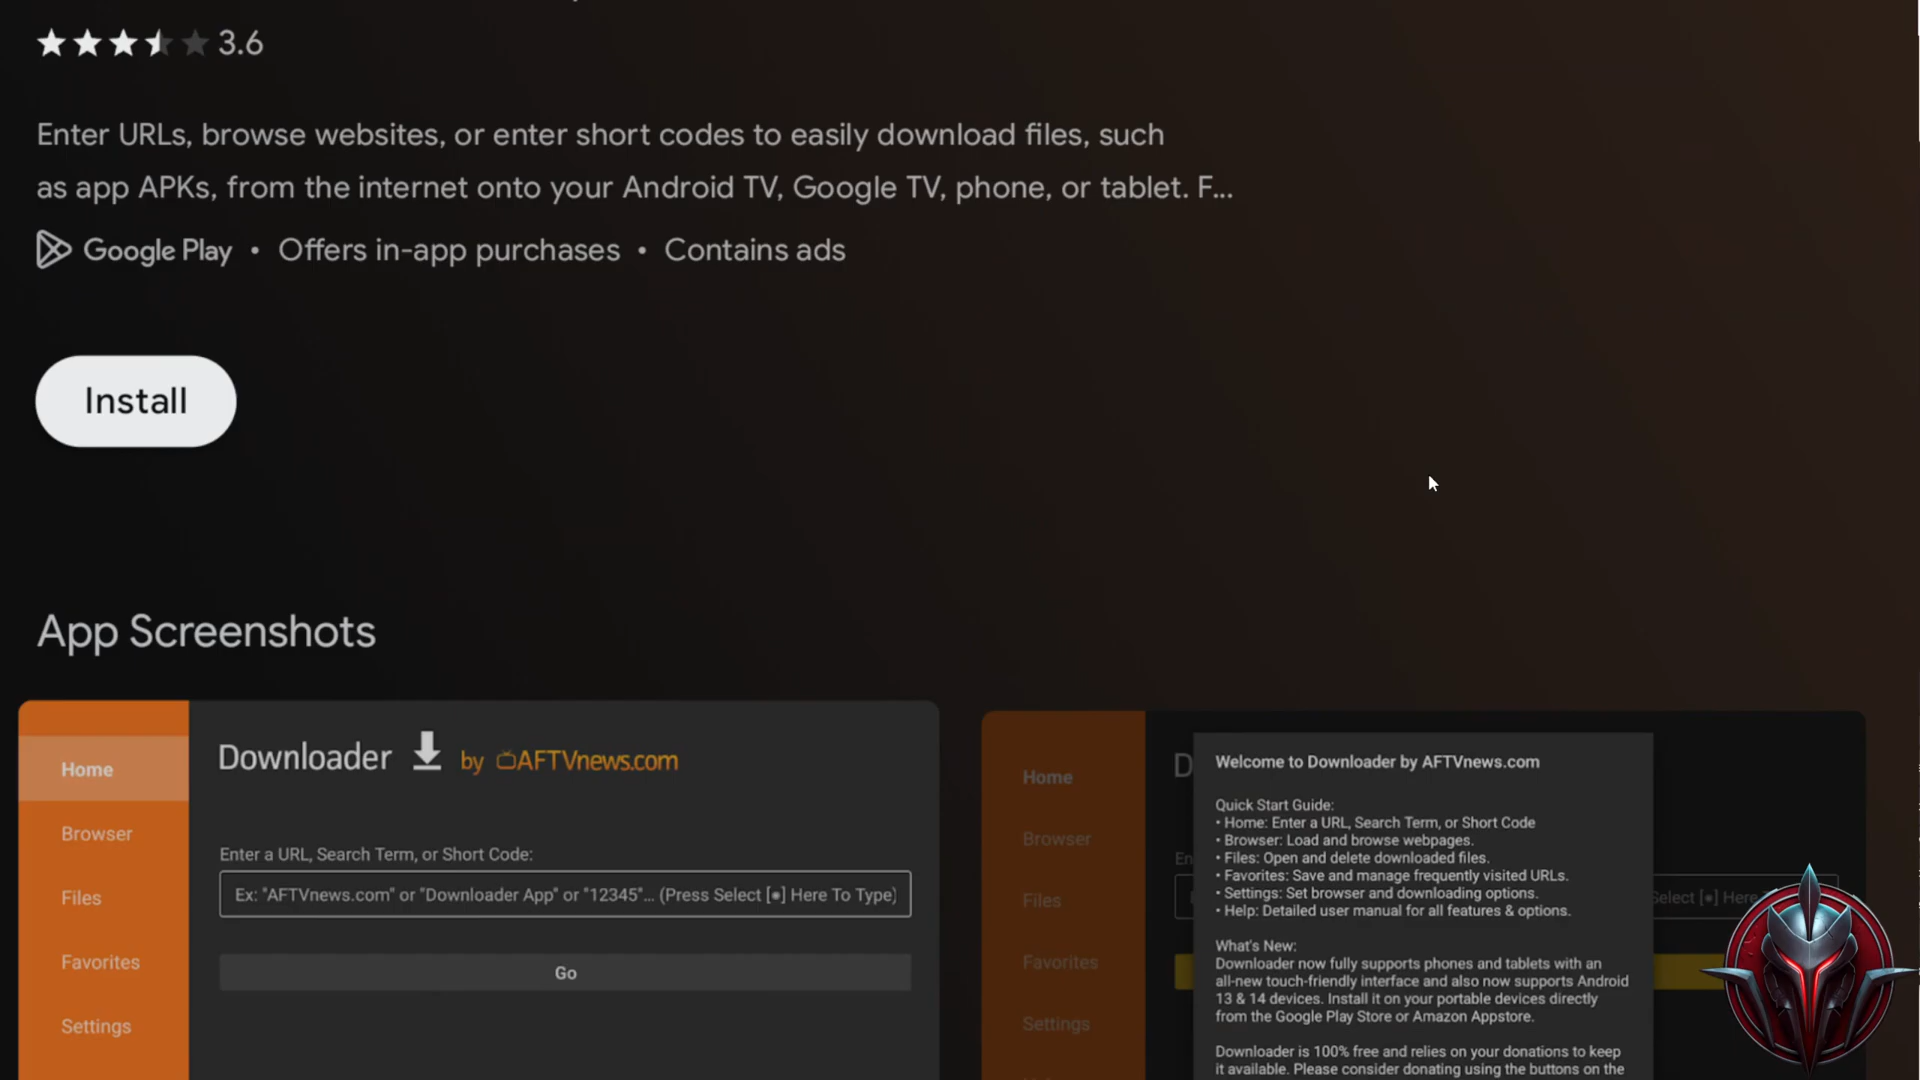 3.6
Enter URLs, browse websites, or enter short codes to easily download files, such
as app APKs, from the internet onto your Android TV, Google TV, phone, or tablet. F...
Google Play • Offers in-app purchases • Contains ads
Install
App Screenshots
Home
Browser
Files
Favorites
Settings
Downloader by AFTVnews.com
Enter a URL, Search Term, or Short Code:
Ex: "AFTVnews.com" or "Downloader App" or "12345"... (Press Select [●] Here To Type)
Go
Home
Browser
Files
Favorites
Settings
D
En
Select [●] Here
Welcome to Downloader by AFTVnews.com
Quick Start Guide:
• Home: Enter a URL, Search Term, or Short Code
• Browser: Load and browse webpages.
• Files: Open and delete downloaded files.
• Favorites: Save and manage frequently visited URLs.
• Settings: Set browser and downloading options.
• Help: Detailed user manual for all features & options.
What's New:
Downloader now fully supports phones and tablets with an
all-new touch-friendly interface and also now supports Android
13 & 14 devices. Install it on your portable devices directly
from the Google Play Store or Amazon Appstore.
Downloader is 100% free and relies on your donations to keep
it available. Please consider donating using the buttons on the